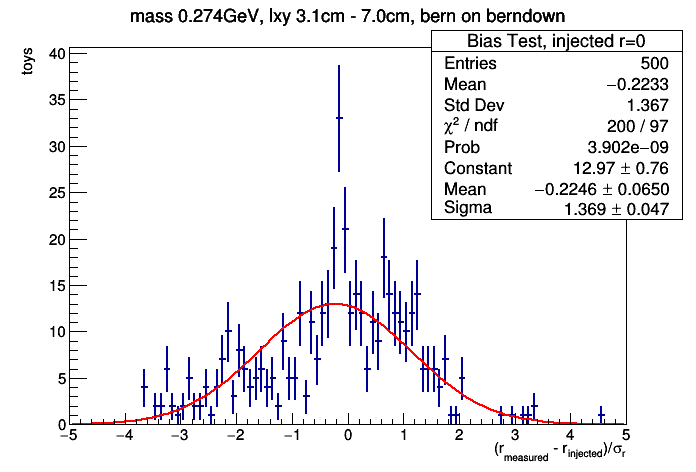 mass 0.274GeV, lxy 3.1cm - 7.0cm, bern on berndown
Bias Test, injected r=0
Entries 500
Mean −0.2233
Std Dev 1.367
χ² / ndf 200 / 97
Prob 3.902e−09
Constant 12.97 ± 0.76
Mean −0.2246 ± 0.0650
Sigma 1.369 ± 0.047
toys
40
35
30
25
20
15
10
5
0
−5 −4 −3 −2 −1 0 1 2 3 4 5
(r_measured - r_injected)/σ_r